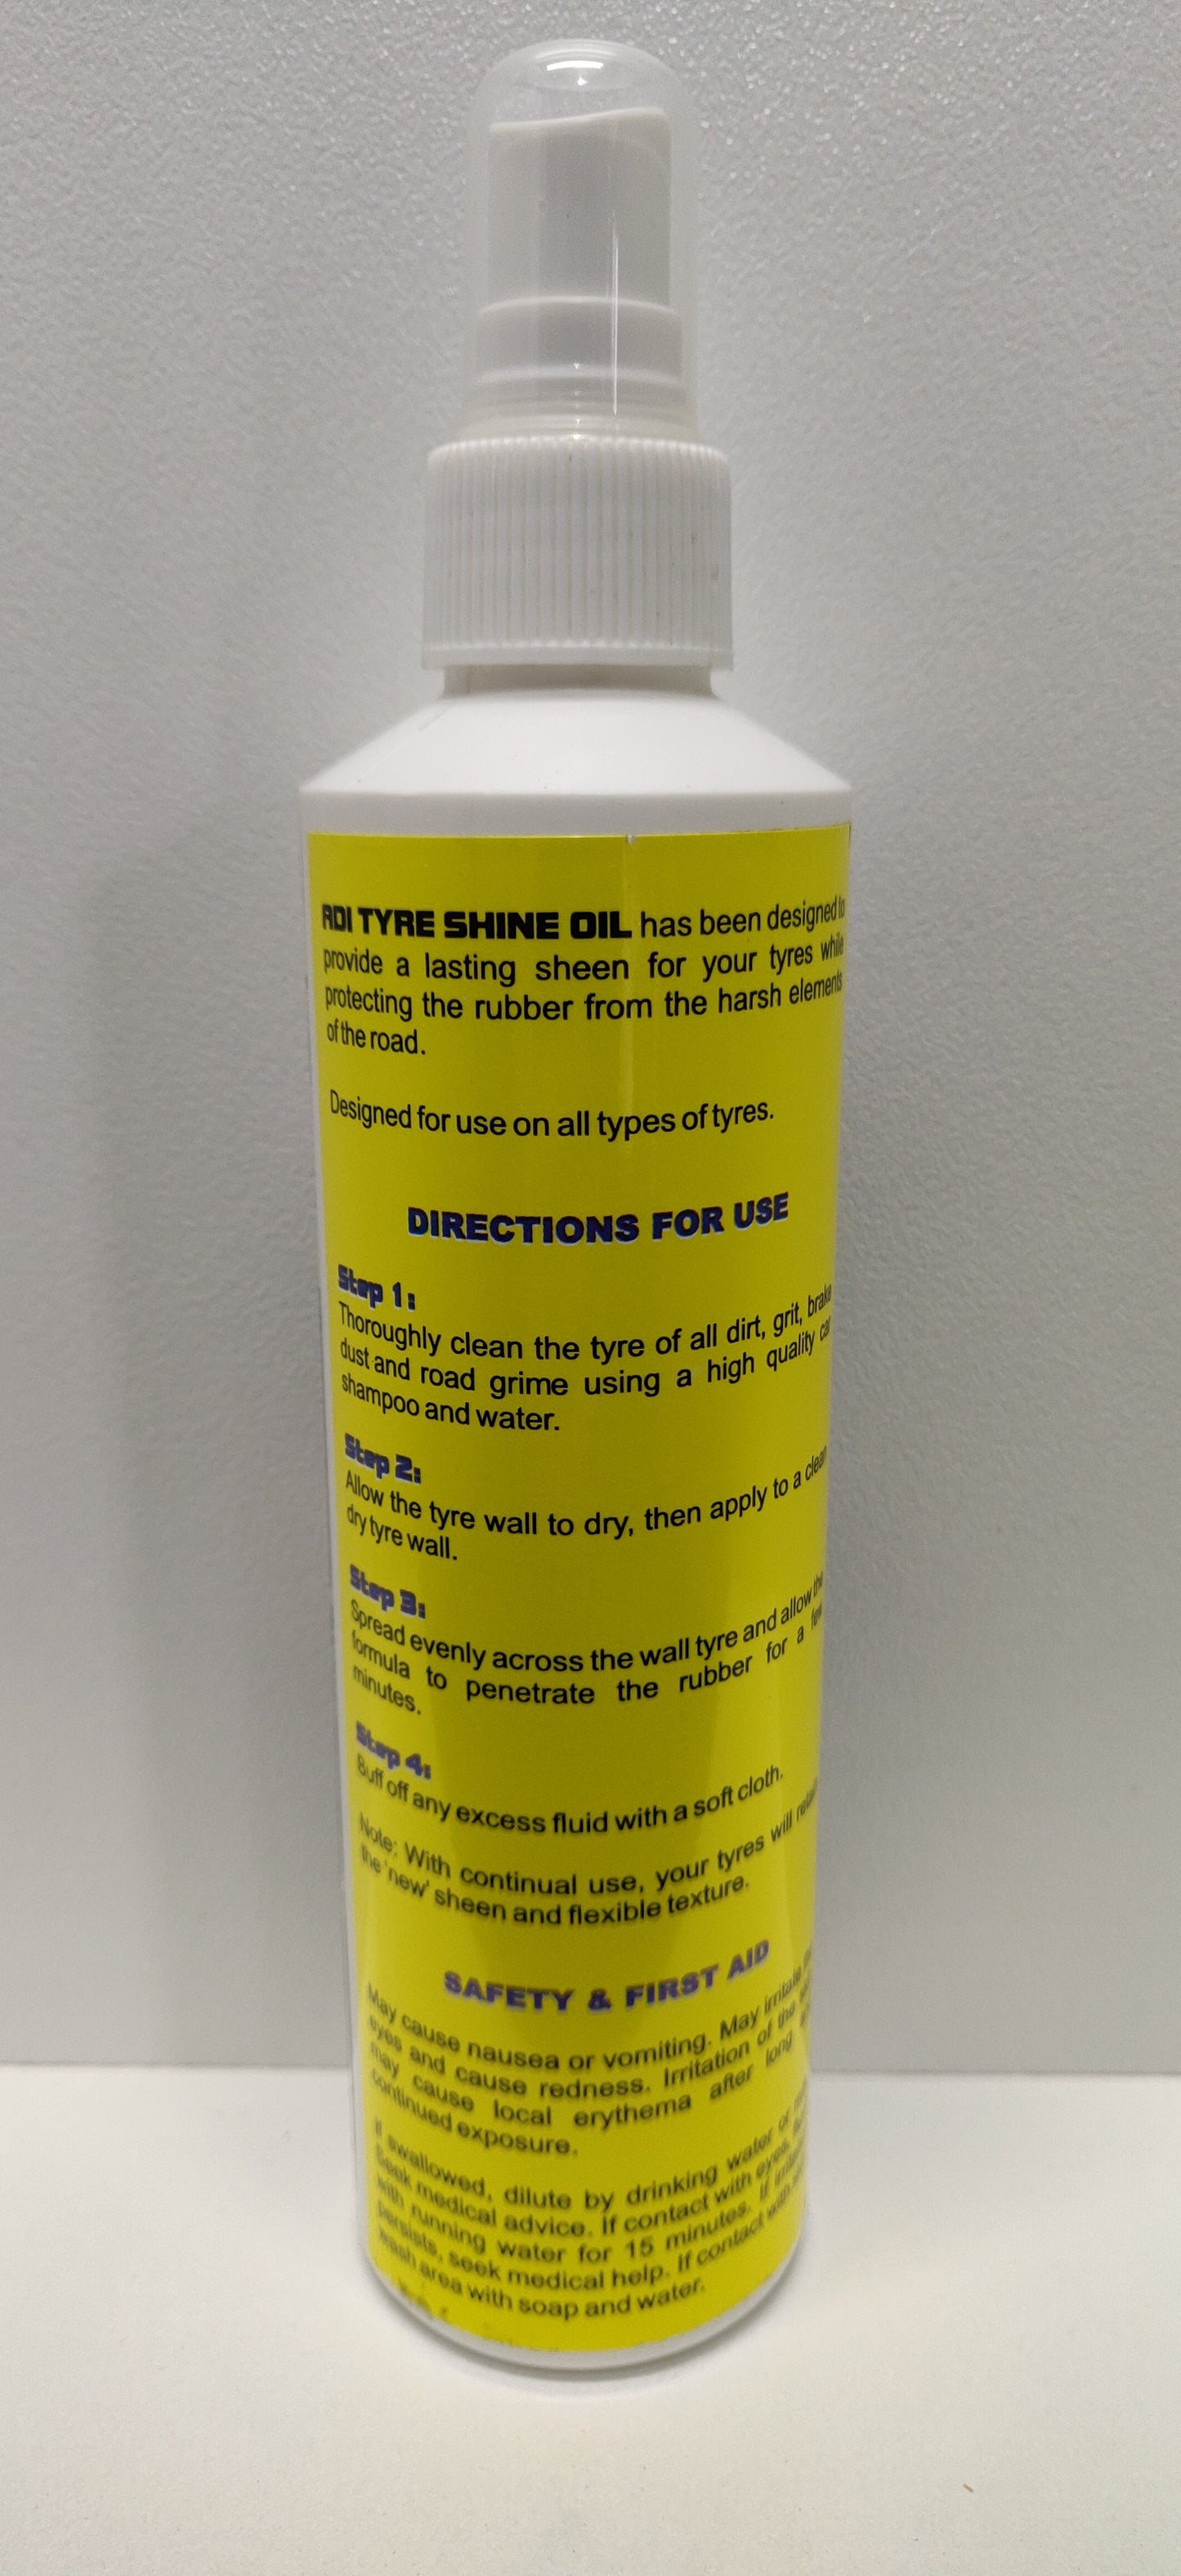 ADI TYRE SHINE OIL has been designed to
provide a lasting sheen for your tyres while
protecting the rubber from the harsh elements
of the road.
Designed for use on all types of tyres.
DIRECTIONS FOR USE
Step 1:
Thoroughly clean the tyre of all dirt, grit, brake
dust and road grime using a high quality car
shampoo and water.
Step 2:
Allow the tyre wall to dry, then apply to a clean
dry tyre wall.
Step 3:
Spread evenly across the wall tyre and allow the
formula to penetrate the rubber for a few
minutes.
Step 4:
Buff off any excess fluid with a soft cloth.
Note: With continual use, your tyres will retain
the 'new' sheen and flexible texture.
SAFETY & FIRST AID
May cause nausea or vomiting. May irritate
eyes and cause redness. Irritation of the
may cause local erythema after long
continued exposure.
If swallowed, dilute by drinking water or
Seek medical advice. If contact with eyes,
with running water for 15 minutes. If
persists, seek medical help. If contact with
wash area with soap and water.